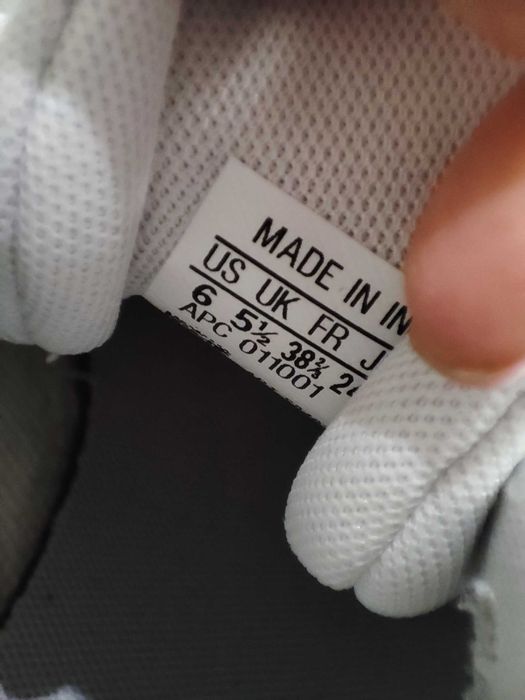 MADE IN IN
US UK FR J
6 5½ 38⅔ 24
APC 011001